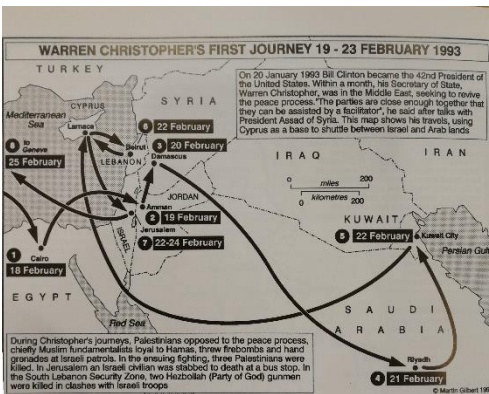 WARREN CHRISTOPHER'S FIRST JOURNEY 19 - 23 FEBRUARY 1993
On 20 January 1993 Bill Clinton became the 42nd President of
the United States. Within a month, his Secretary of State,
Warren Christopher, was in the Middle East, seeking to revive
the peace process."The parties are close enough together that
they can be assisted by a facilitator", he said after talks with
President Assad of Syria. This map shows his travels, using
Cyprus as a base to shuttle between Israel and Arab lands
TURKEY
CYPRUS
SYRIA
Mediterranean
Sea
Larnaca
6 22 February
Beirut
3 20 February
8 to
Geneva
25 February
LEBANON
Damascus
IRAQ
IRAN
0 miles 200
0 kilometres 200
JORDAN
Amman
2 19 February
Jerusalem
7 22-24 February
ISRAEL
1 Cairo
18 February
KUWAIT
5 22 February
Kuwait City
Persian Gulf
EGYPT
Red Sea
SAUDI
ARABIA
Riyadh
4 21 February
During Christopher's journeys, Palestinians opposed to the peace process,
chiefly Muslim fundamentalists loyal to Hamas, threw firebombs and hand
grenades at Israeli patrols. In the ensuing fighting, three Palestinians were
killed. In Jerusalem an Israeli civilian was stabbed to death at a bus stop. In
the South Lebanon Security Zone, two Hezbollah (Party of God) gunmen
were killed in clashes with Israeli troops
© Martin Gilbert